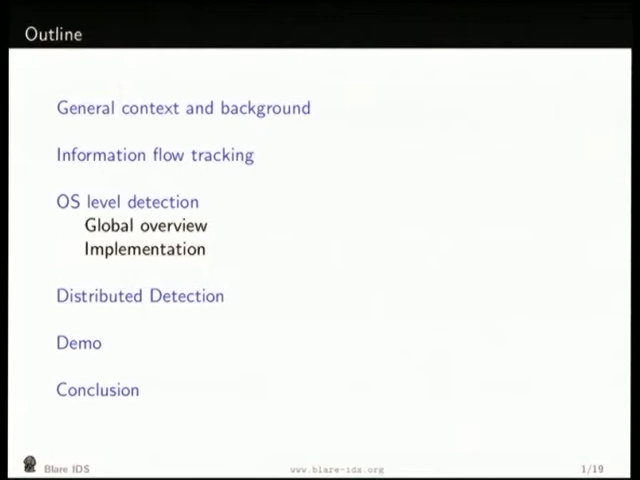 Outline
General context and background
Information flow tracking
OS level detection
Global overview
Implementation
Distributed Detection
Demo
Conclusion
Blare IDS
www.blare-ids.org
1/19